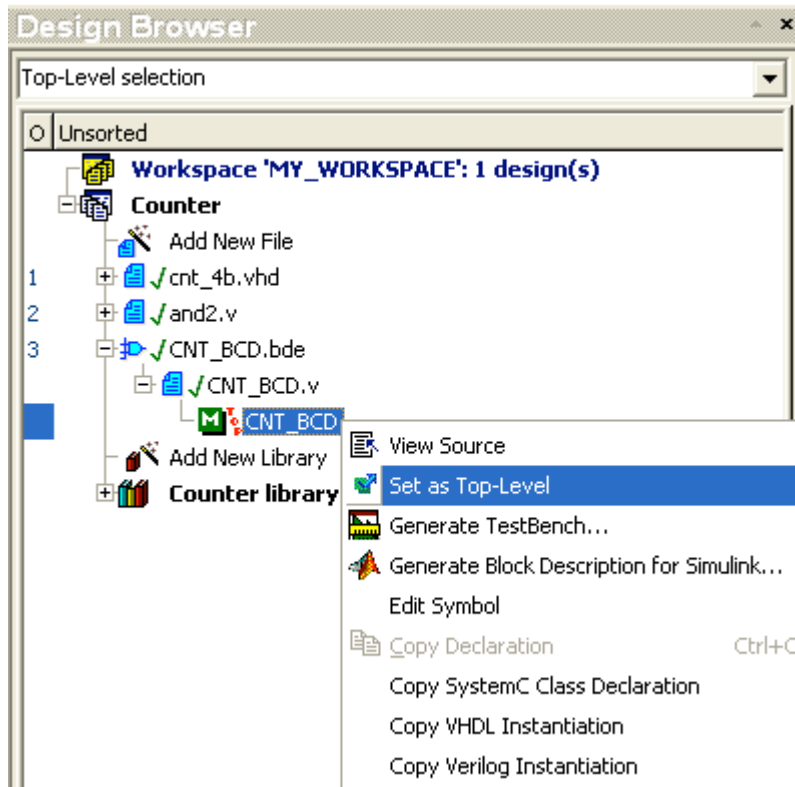 Design Browser
Top-Level selection
O Unsorted
Workspace 'MY_WORKSPACE': 1 design(s)
Counter
Add New File
1 cnt_4b.vhd
2 and2.v
3 CNT_BCD.bde
CNT_BCD.v
M Top CNT_BCD
Add New Library
Counter library
View Source
Set as Top-Level
Generate TestBench...
Generate Block Description for Simulink...
Edit Symbol
Copy Declaration Ctrl+C
Copy SystemC Class Declaration
Copy VHDL Instantiation
Copy Verilog Instantiation